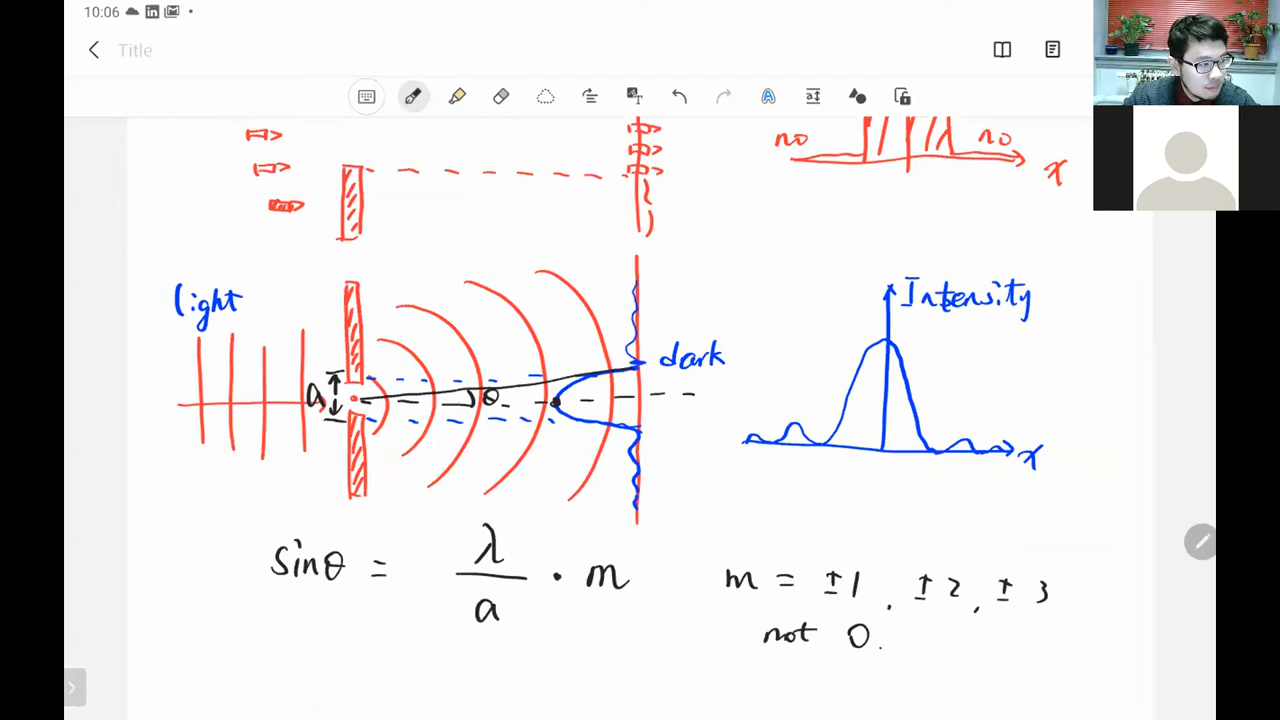 10:06
Title
no no
x
light
Intensity
dark
a
θ
x
sinθ = λ/a · m
m = ±1, ±2, ±3
not 0.